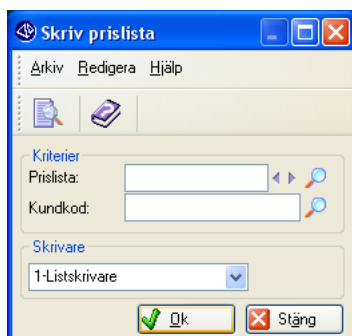 Skriv prislista
Arkiv Redigera Hjälp
Kriterier
Prislista:
Kundkod:
Skrivare
1-Listskrivare
Ok Stäng